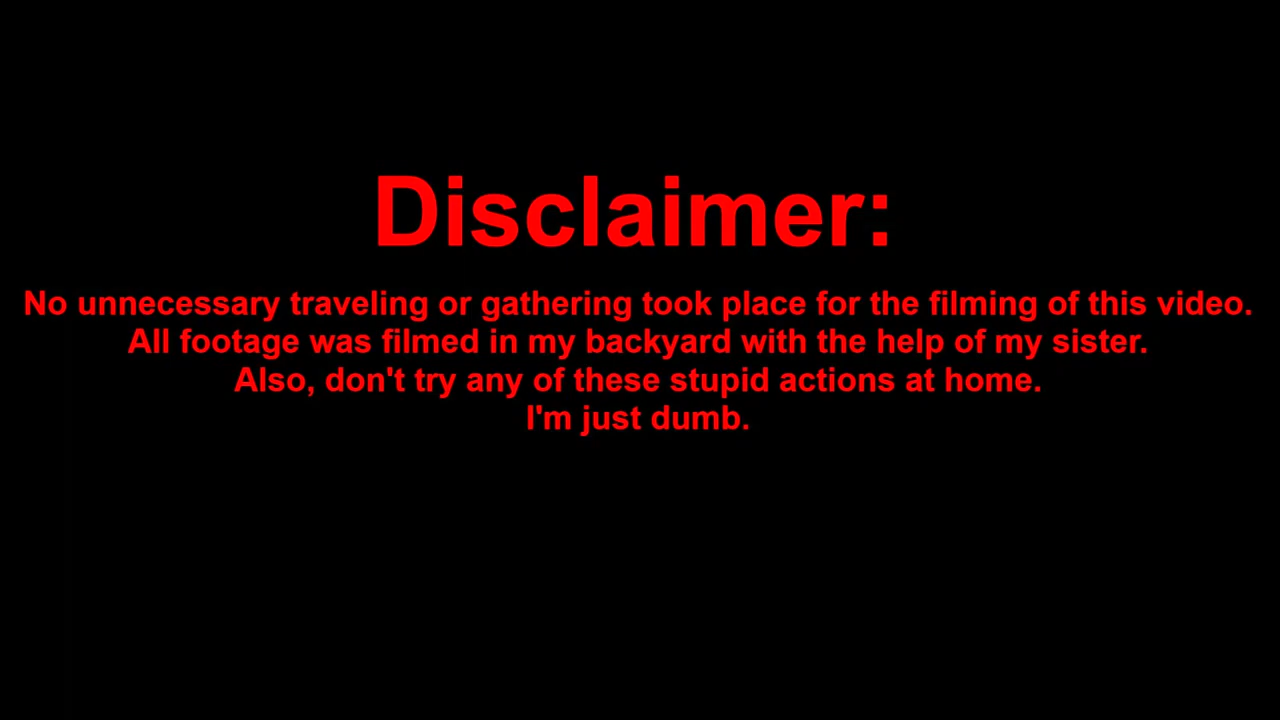 Disclaimer:
No unnecessary traveling or gathering took place for the filming of this video.
All footage was filmed in my backyard with the help of my sister.
Also, don't try any of these stupid actions at home.
I'm just dumb.